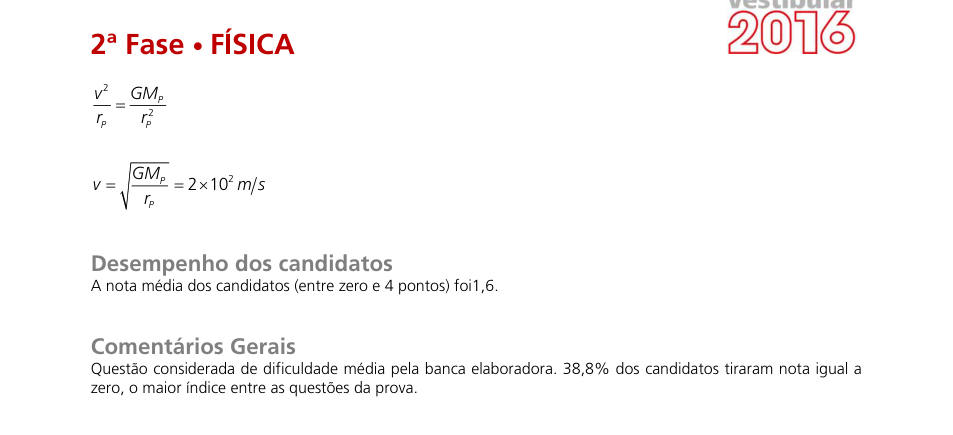 vestibular
2016
2ª Fase • FÍSICA
v²/r_P = GM_P/r_P²
v = √(GM_P/r_P) = 2×10² m/s
Desempenho dos candidatos
A nota média dos candidatos (entre zero e 4 pontos) foi1,6.
Comentários Gerais
Questão considerada de dificuldade média pela banca elaboradora. 38,8% dos candidatos tiraram nota igual a
zero, o maior índice entre as questões da prova.